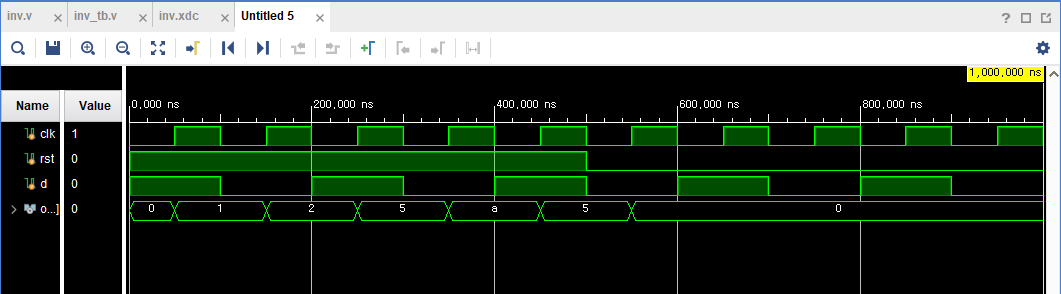 inv.v × inv_tb.v × inv.xdc × Untitled 5 ×
?
1,000,000 ns
Name Value
0,000 ns 200,000 ns 400,000 ns 600,000 ns 800,000 ns
clk 1
rst 0
d 0
o...] 0 0 1 2 5 a 5 0